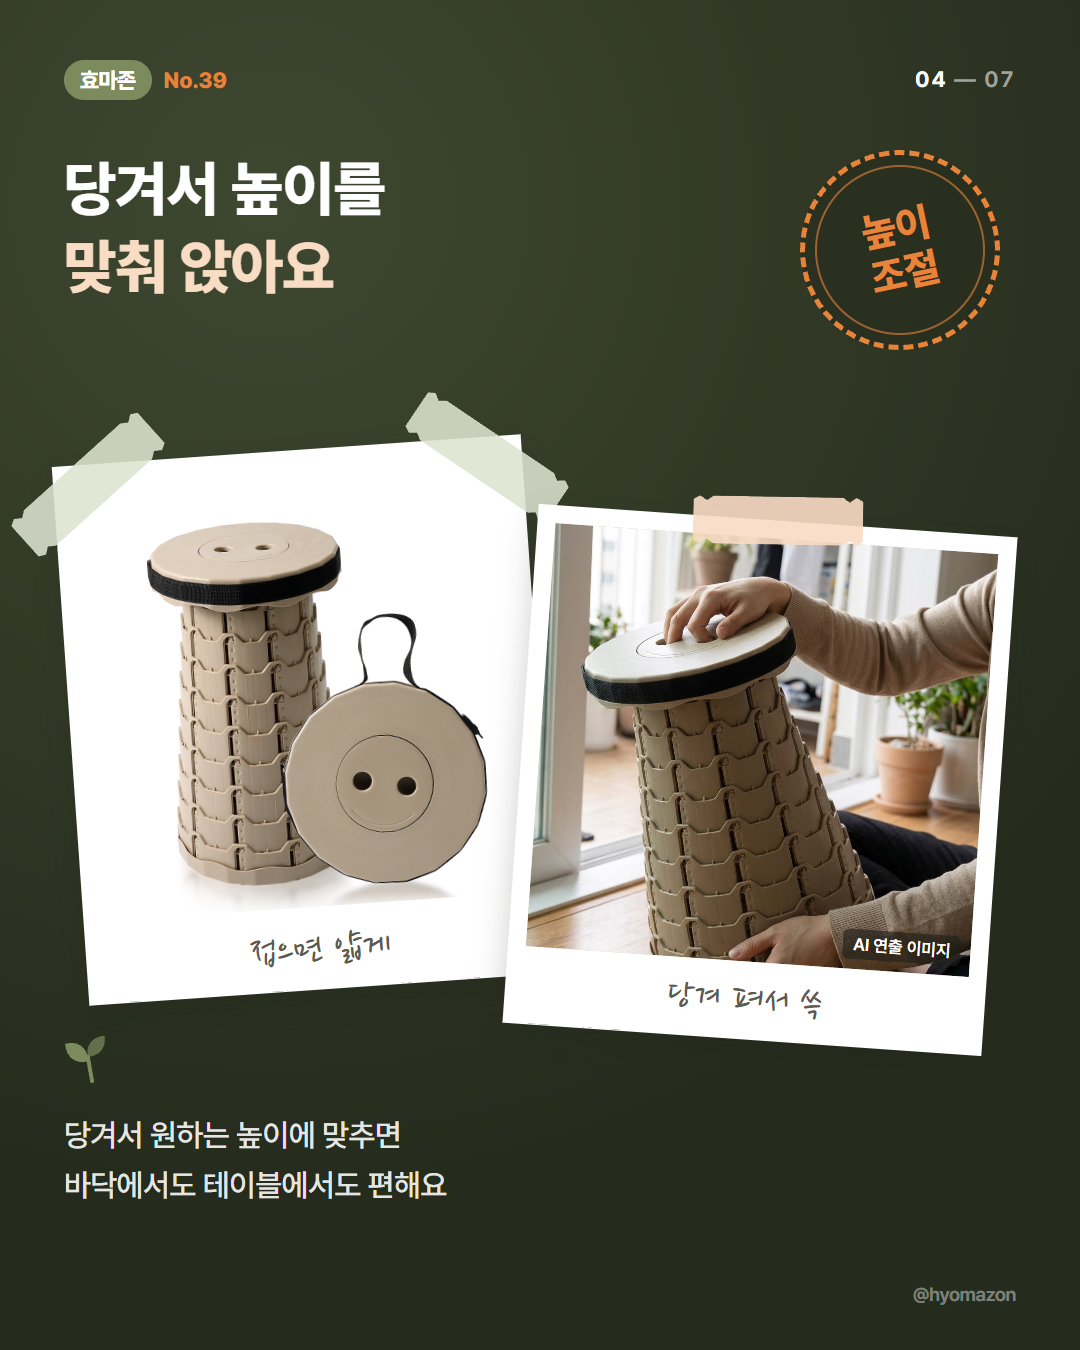 효마존 No.39
04 — 07
당겨서 높이를
맞춰 앉아요
높이
조절
접으면 얇게
AI 연출 이미지
당겨 펴서 쏙
당겨서 원하는 높이에 맞추면
바닥에서도 테이블에서도 편해요
@hyomazon